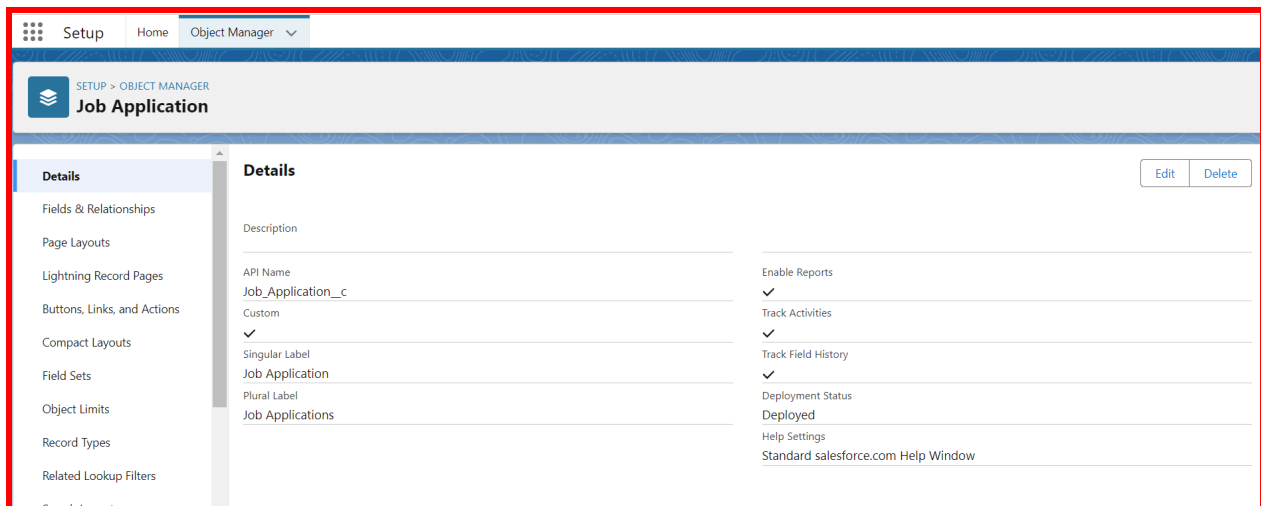 Setup Home Object Manager
SETUP > OBJECT MANAGER
Job Application
Details
Fields & Relationships
Page Layouts
Lightning Record Pages
Buttons, Links, and Actions
Compact Layouts
Field Sets
Object Limits
Record Types
Related Lookup Filters
Details
Edit Delete
Description
API Name
Job_Application__c
Custom
Singular Label
Job Application
Plural Label
Job Applications
Enable Reports
Track Activities
Track Field History
Deployment Status
Deployed
Help Settings
Standard salesforce.com Help Window